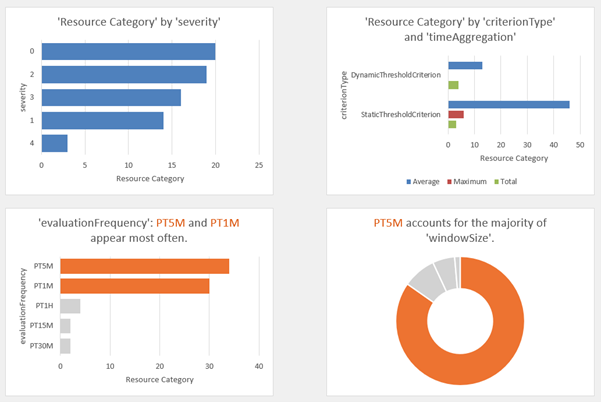 'Resource Category' by 'severity'
severity
0
2
3
1
4
0 5 10 15 20 25
Resource Category
'Resource Category' by 'criterionType'
and 'timeAggregation'
criterionType
DynamicThresholdCriterion
StaticThresholdCriterion
0 10 20 30 40 50
Resource Category
Average Maximum Total
'evaluationFrequency': PT5M and PT1M
appear most often.
evaluationFrequency
PT5M
PT1M
PT1H
PT15M
PT30M
0 10 20 30 40
Resource Category
PT5M accounts for the majority of
'windowSize'.